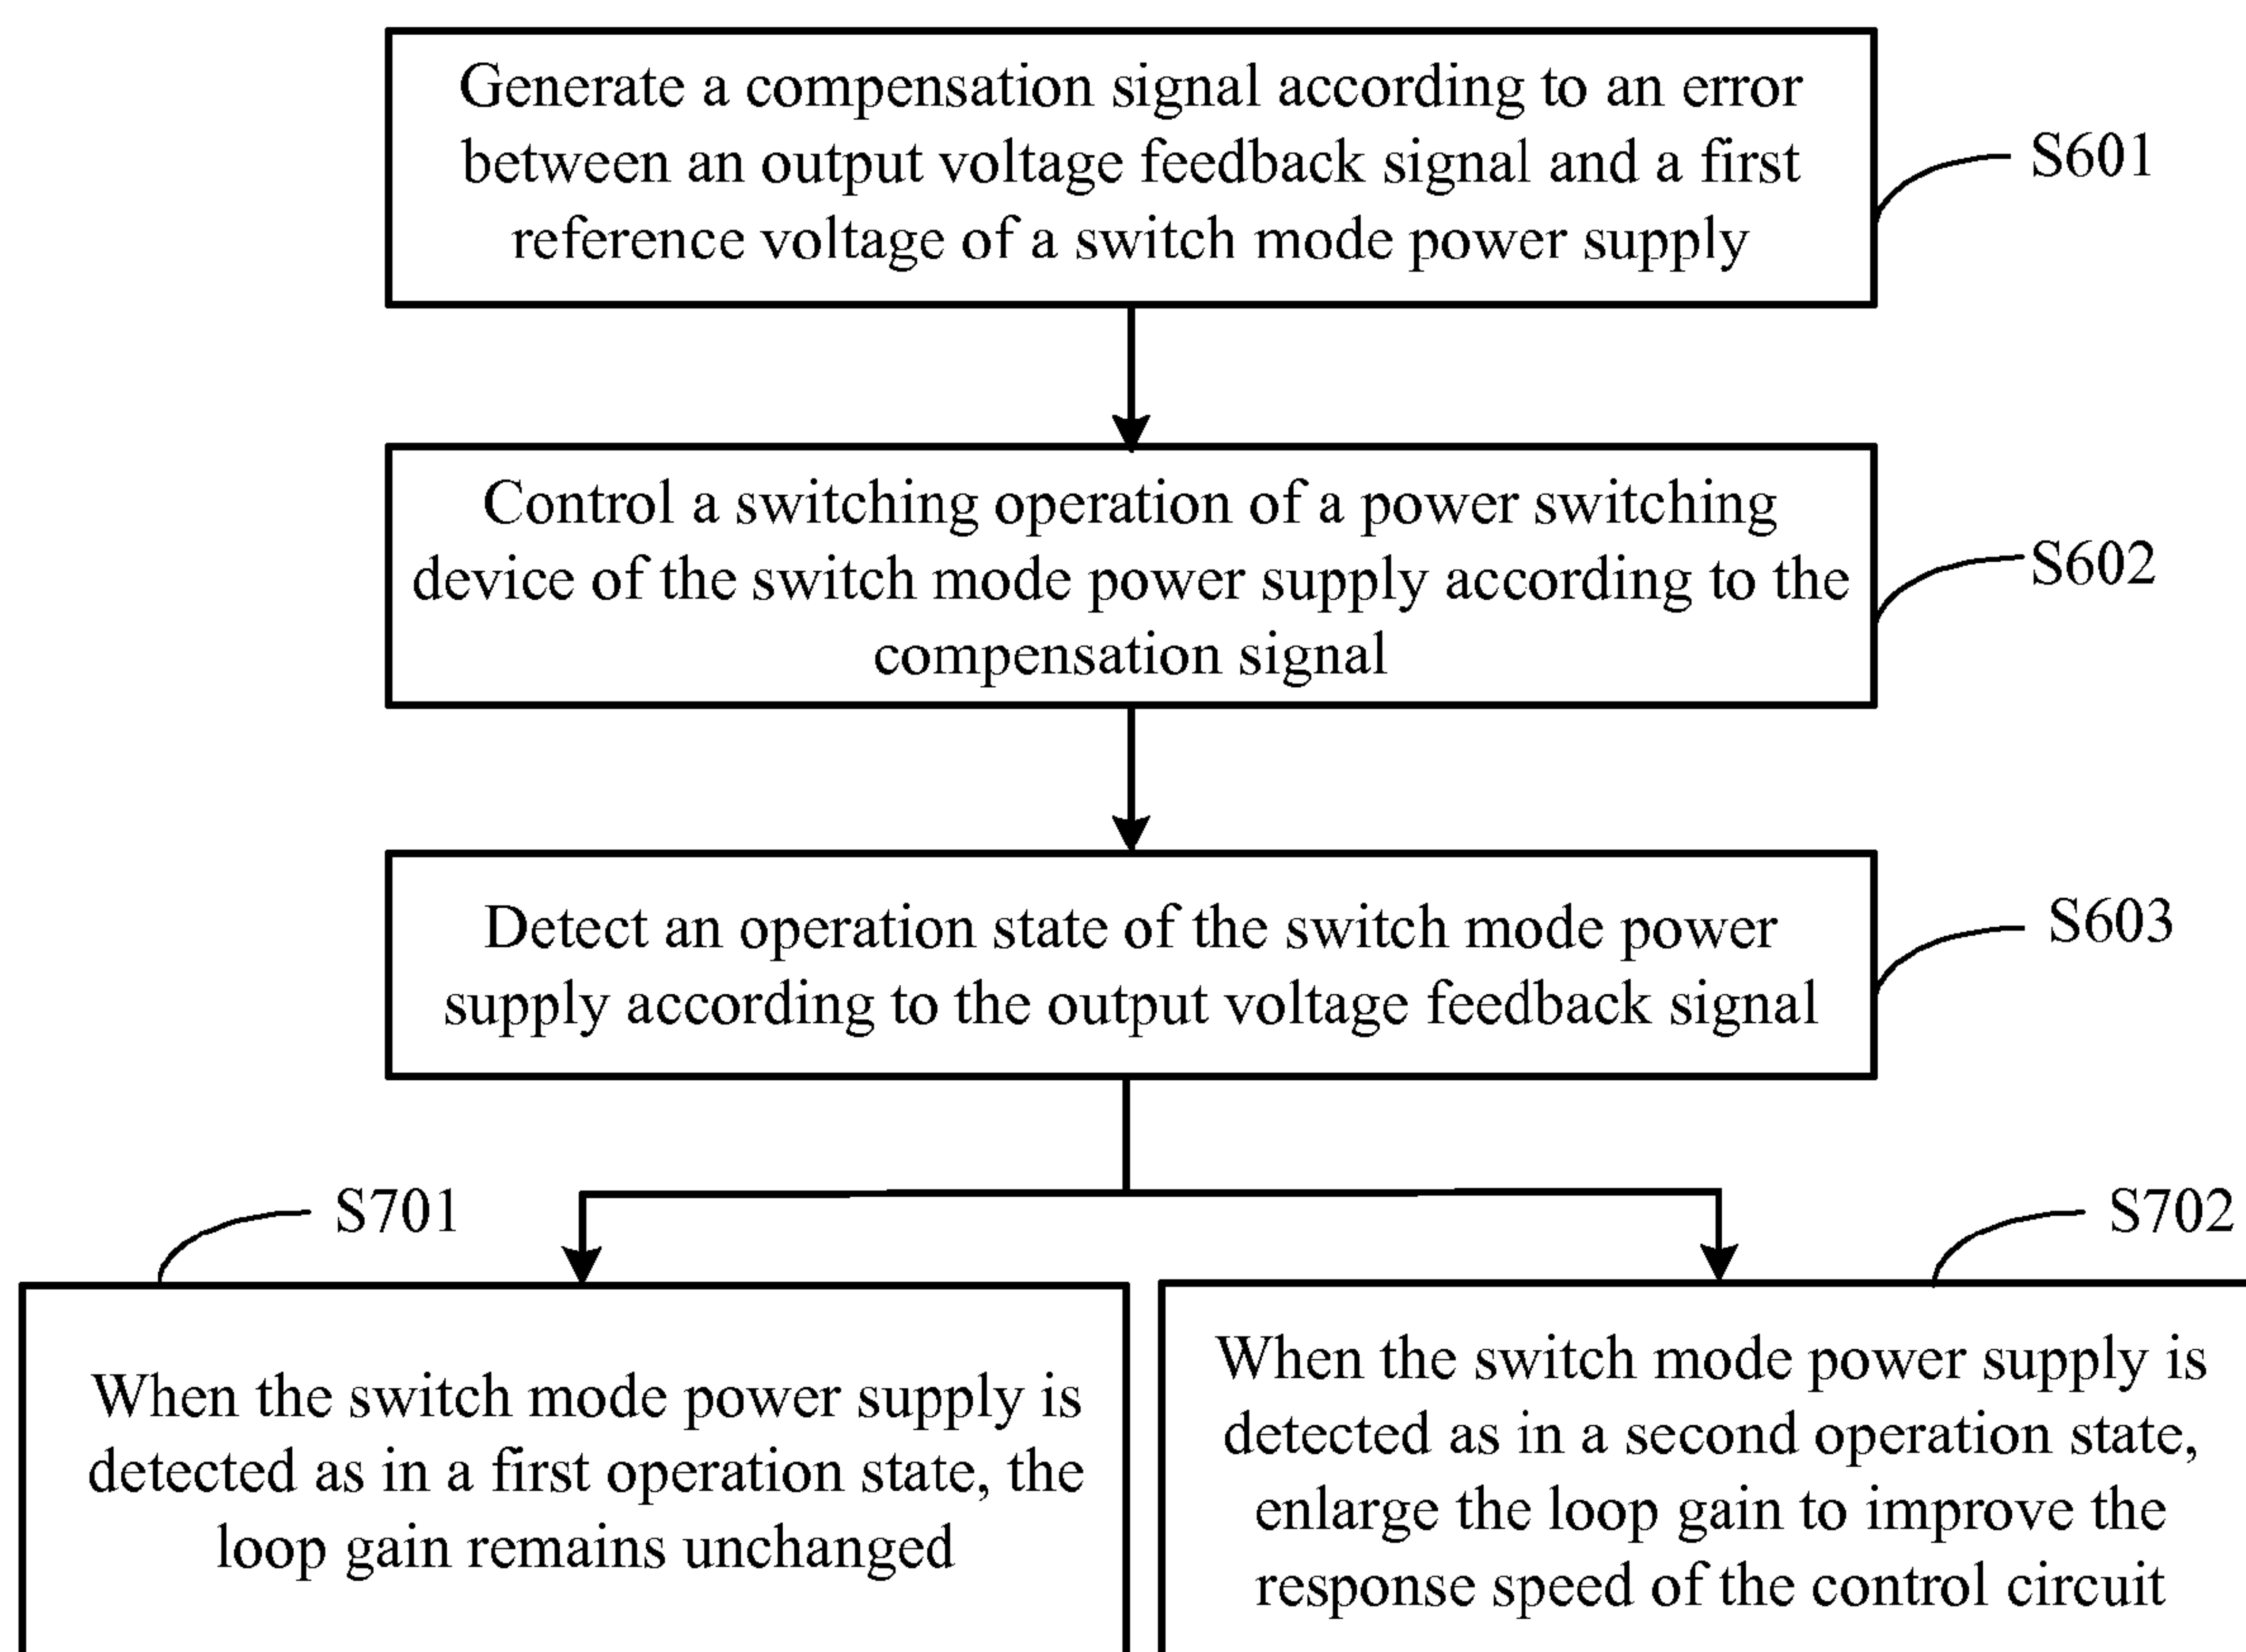 Generate a compensation signal according to an error
between an output voltage feedback signal and a first
reference voltage of a switch mode power supply
S601
Control a switching operation of a power switching
device of the switch mode power supply according to the
compensation signal
S602
Detect an operation state of the switch mode power
supply according to the output voltage feedback signal
S603
S701
When the switch mode power supply is
detected as in a first operation state, the
loop gain remains unchanged
S702
When the switch mode power supply is
detected as in a second operation state,
enlarge the loop gain to improve the
response speed of the control circuit